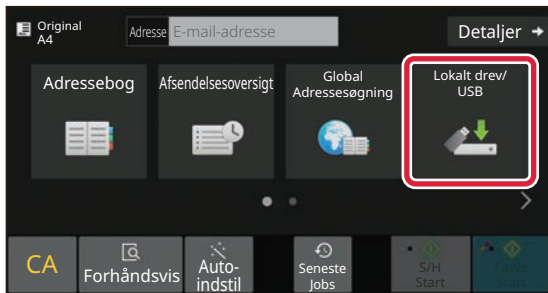 Original
A4
Adresse E-mail-adresse
Detaljer
Adressebog
Afsendelsesoversigt
Global
Adressesøgning
Lokalt drev/
USB
CA
Forhåndsvis
Auto-
indstil
Seneste
Jobs
S/H
Start
Farve
Start